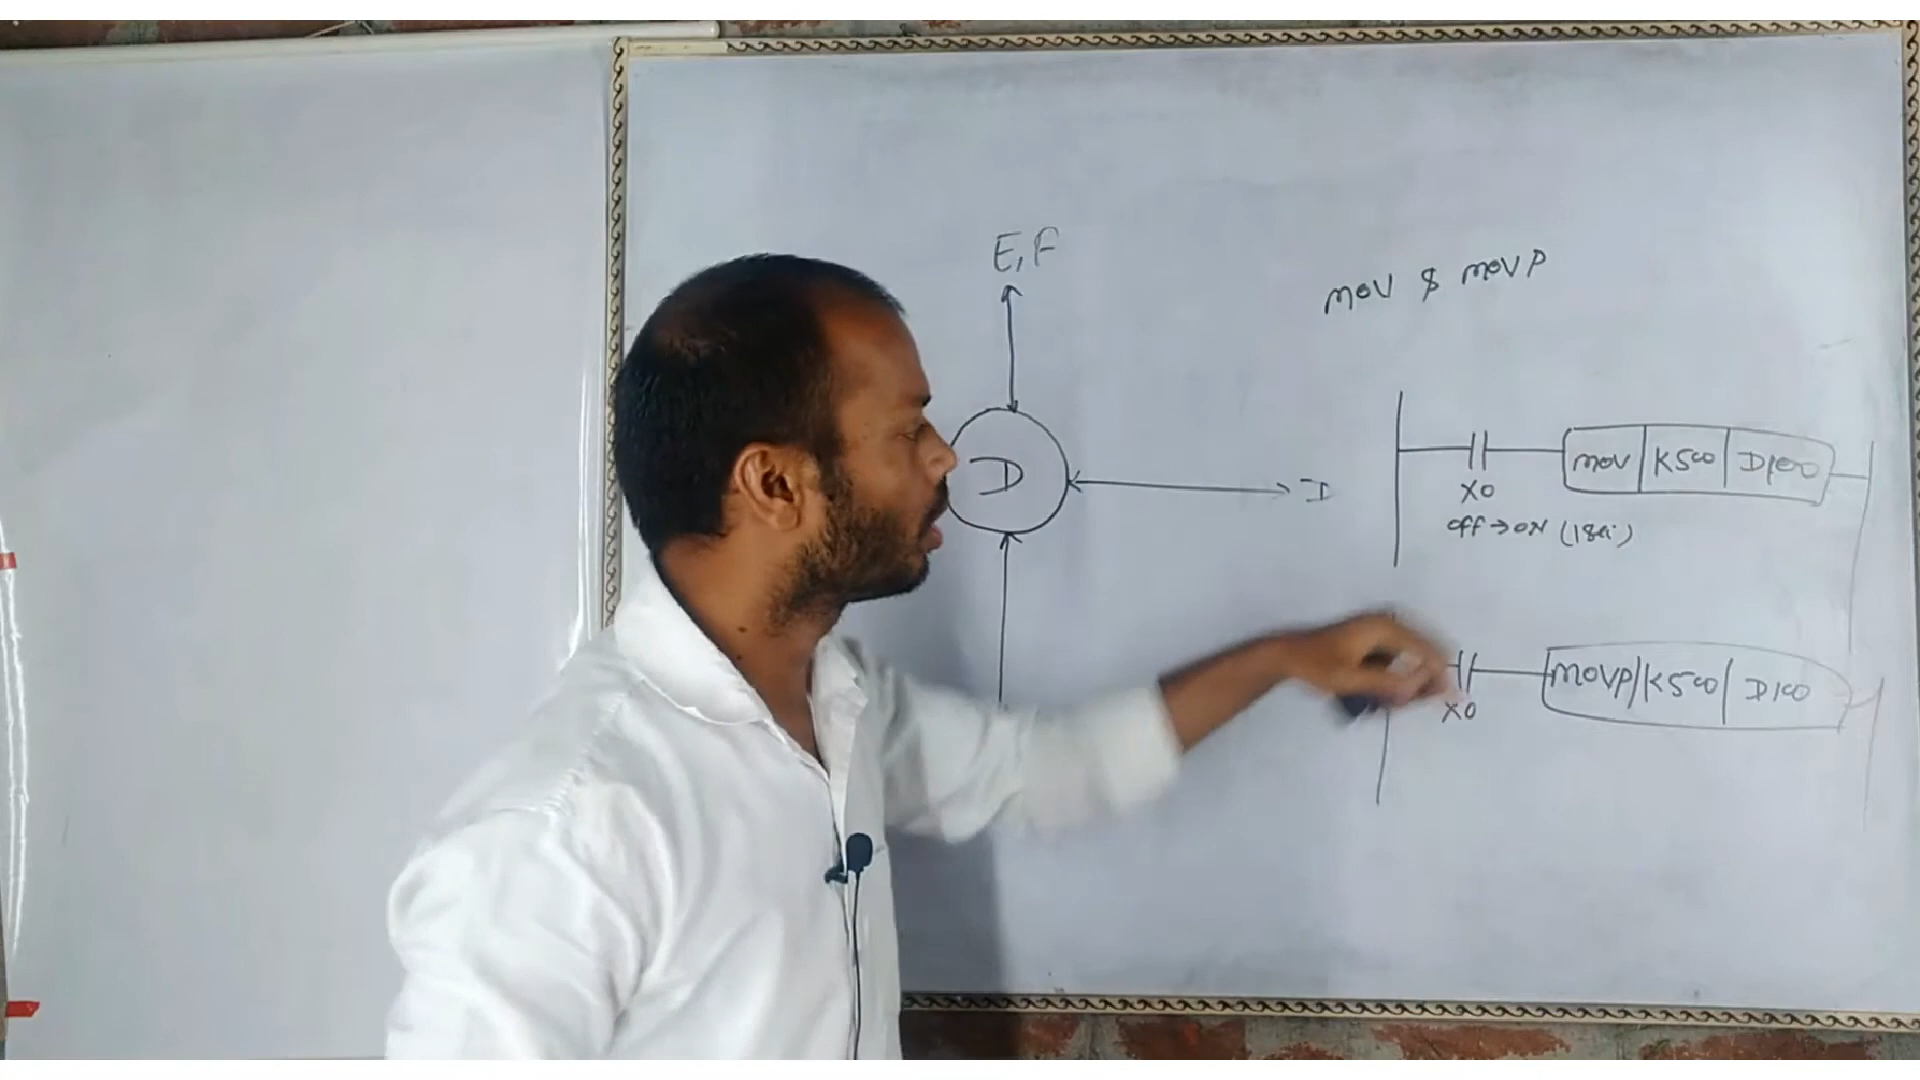 E, F
MOV & MOVP
D
I
MOV K500 D100
X0
OFF → ON
MOVP K500 D100
X0